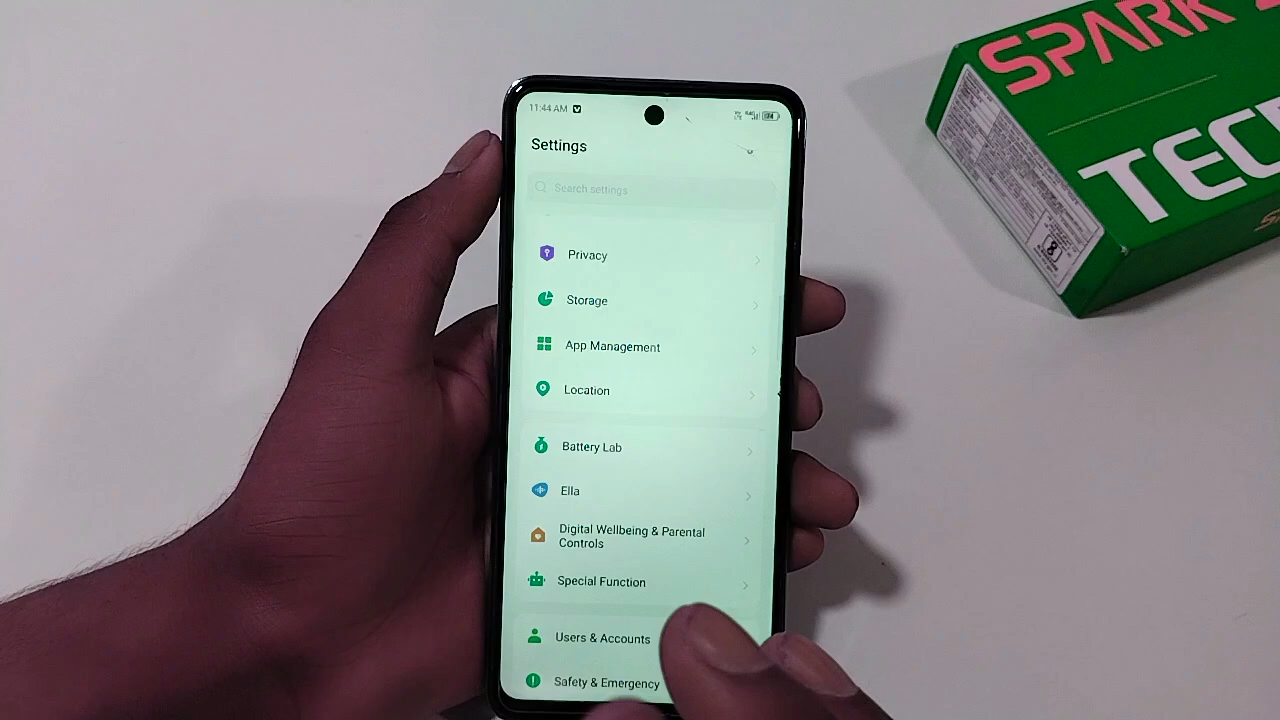 11:44 AM
Settings
Search settings
Privacy
Storage
App Management
Location
Battery Lab
Ella
Digital Wellbeing & Parental
Controls
Special Function
Users & Accounts
Safety & Emergency
SPARK
TEC
8